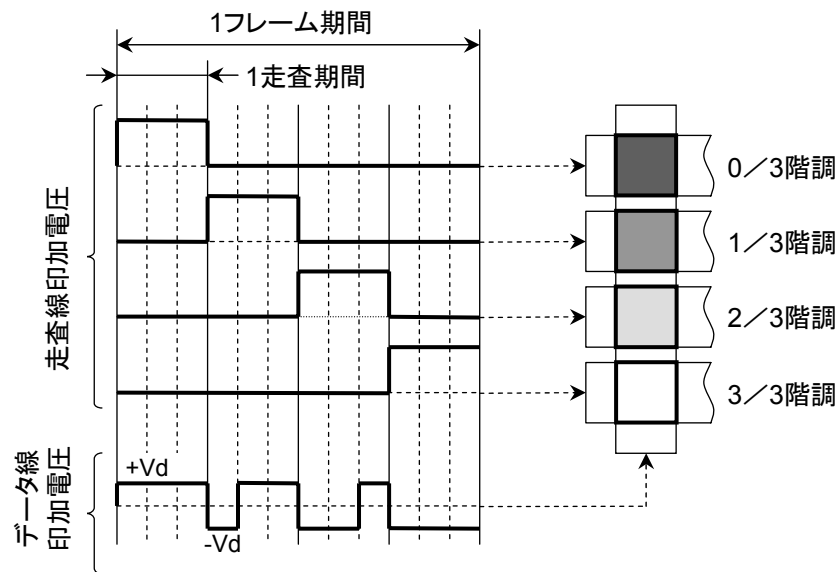 1フレーム期間
1走査期間
走査線印加電圧
0／3階調
1／3階調
2／3階調
3／3階調
データ線
印加電圧
+Vd
-Vd